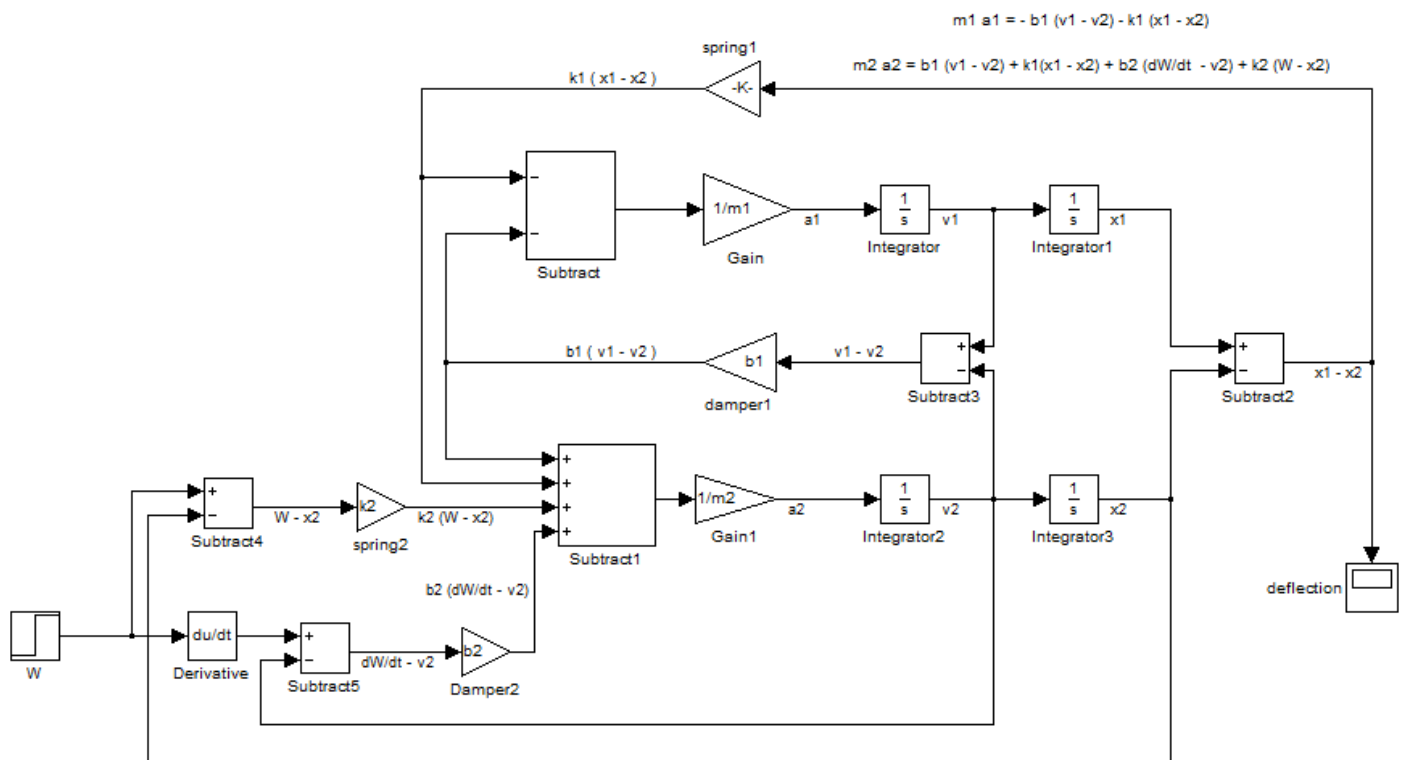 m1 a1 = - b1 (v1 - v2) - k1 (x1 - x2)
spring1
m2 a2 = b1 (v1 - v2) + k1(x1 - x2) + b2 (dW/dt - v2) + k2 (W - x2)
k1 ( x1 - x2 )
-K-
−
−
Subtract
1/m1
Gain
a1
1
s
Integrator
v1
1
s
Integrator1
x1
b1 ( v1 - v2 )
b1
damper1
v1 - v2
+
−
Subtract3
+
−
Subtract2
x1 - x2
+
−
Subtract4
W - x2
k2
spring2
k2 (W - x2)
+
+
+
+
Subtract1
1/m2
Gain1
a2
1
s
Integrator2
v2
1
s
Integrator3
x2
b2 (dW/dt - v2)
deflection
W
du/dt
Derivative
+
−
Subtract5
dW/dt - v2
b2
Damper2